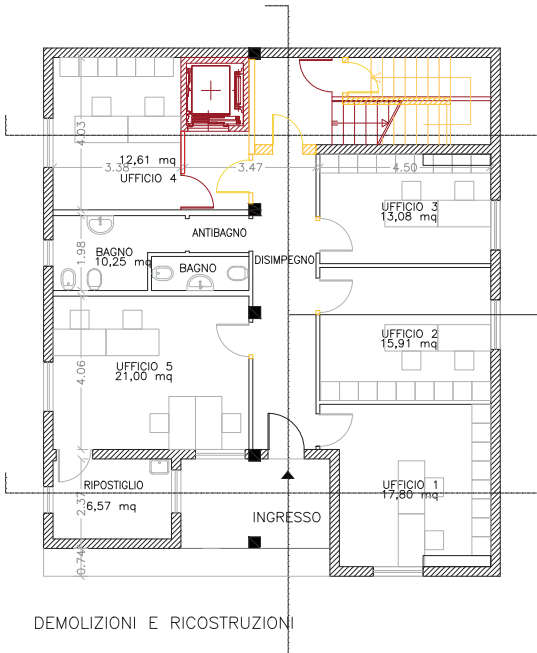 4.03
12,61 mq
3.38
3.47
4.50
UFFICIO 4
UFFICIO 3
13,08 mq
ANTIBAGNO
1.98
BAGNO
10,25 mq
BAGNO
DISIMPEGNO
UFFICIO 2
15,91 mq
4.06
UFFICIO 5
21,00 mq
RIPOSTIGLIO
UFFICIO 1
17,80 mq
2.37
6,57 mq
INGRESSO
0.74
DEMOLIZIONI E RICOSTRUZIONI